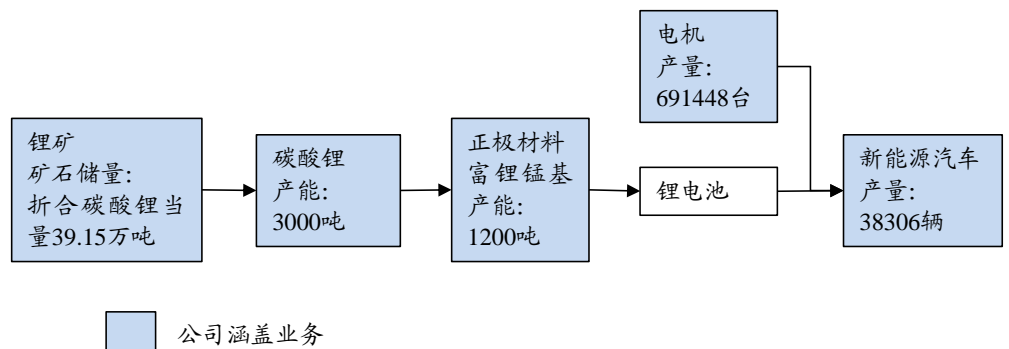 电机
产量：
691448台
锂矿
矿石储量：
折合碳酸锂当
量39.15万吨
碳酸锂
产能：
3000吨
正极材料
富锂锰基
产能：
1200吨
锂电池
新能源汽车
产量：
38306辆
公司涵盖业务